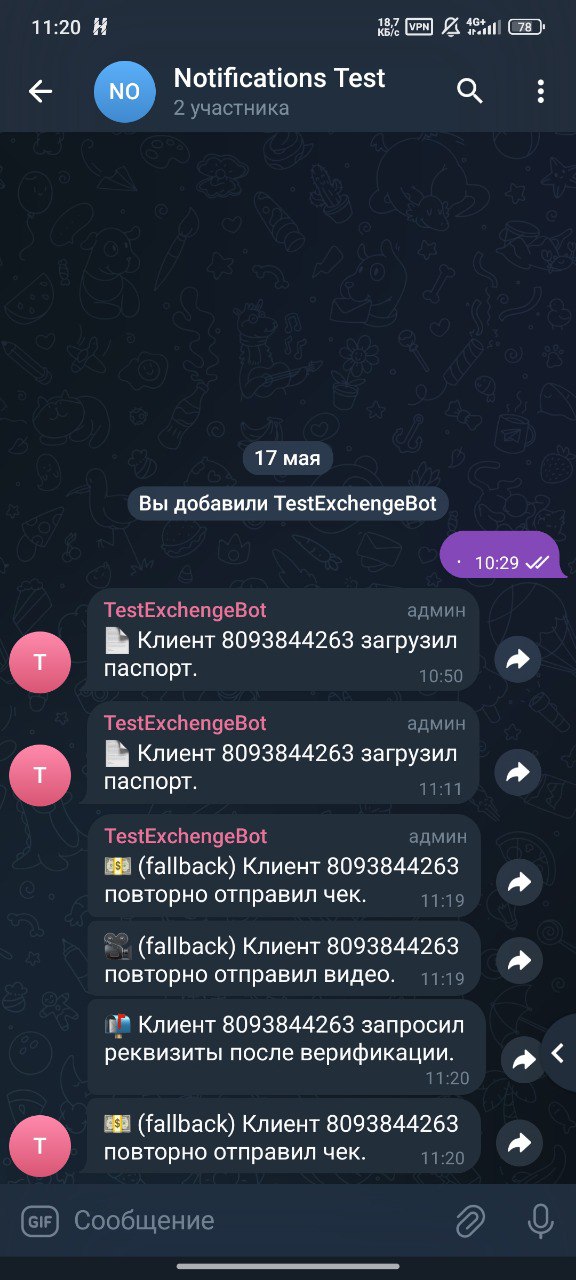 11:20
18,7
КБ/с
VPN
4G+
78
NO
Notifications Test
2 участника
17 мая
Вы добавили TestExchengeBot
. 10:29
TestExchengeBot админ
Клиент 8093844263 загрузил
паспорт. 10:50
T
TestExchengeBot админ
Клиент 8093844263 загрузил
паспорт. 11:11
T
TestExchengeBot админ
(fallback) Клиент 8093844263
повторно отправил чек. 11:19
(fallback) Клиент 8093844263
повторно отправил видео. 11:19
Клиент 8093844263 запросил
реквизиты после верификации.
11:20
(fallback) Клиент 8093844263
повторно отправил чек. 11:20
T
GIF Сообщение